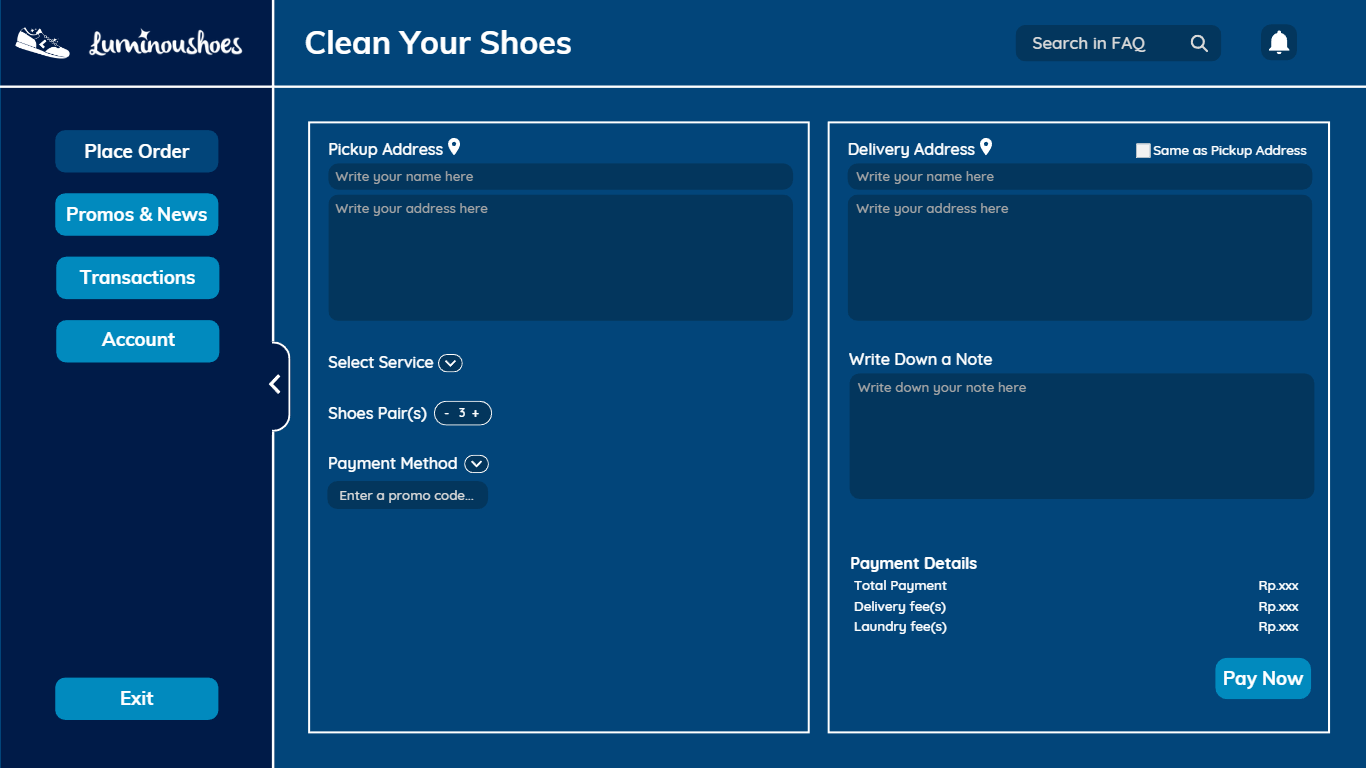 Luminoushoes
Clean Your Shoes
Search in FAQ
Place Order
Promos & News
Transactions
Account
Exit
Pickup Address
Write your name here
Write your address here
Select Service
Shoes Pair(s) - 3 +
Payment Method
Enter a promo code...
Delivery Address
Same as Pickup Address
Write your name here
Write your address here
Write Down a Note
Write down your note here
Payment Details
Total Payment Rp.xxx
Delivery fee(s) Rp.xxx
Laundry fee(s) Rp.xxx
Pay Now